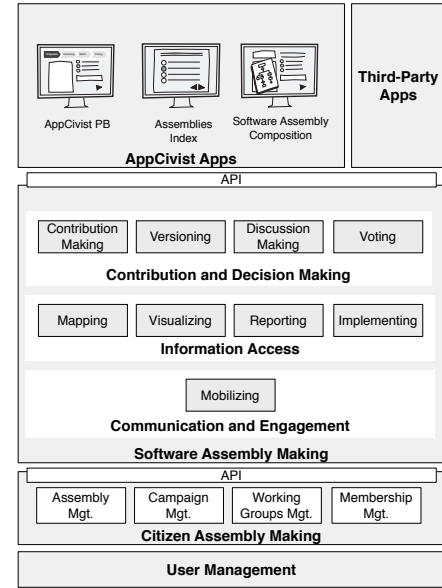 AppCivist PB
Assemblies
Index
Software Assembly
Composition
AppCivist Apps
Third-Party
Apps
API
Contribution
Making
Versioning
Discussion
Making
Voting
Contribution and Decision Making
Mapping
Visualizing
Reporting
Implementing
Information Access
Mobilizing
Communication and Engagement
Software Assembly Making
API
Assembly
Mgt.
Campaign
Mgt.
Working
Groups Mgt.
Membership
Mgt.
Citizen Assembly Making
User Management